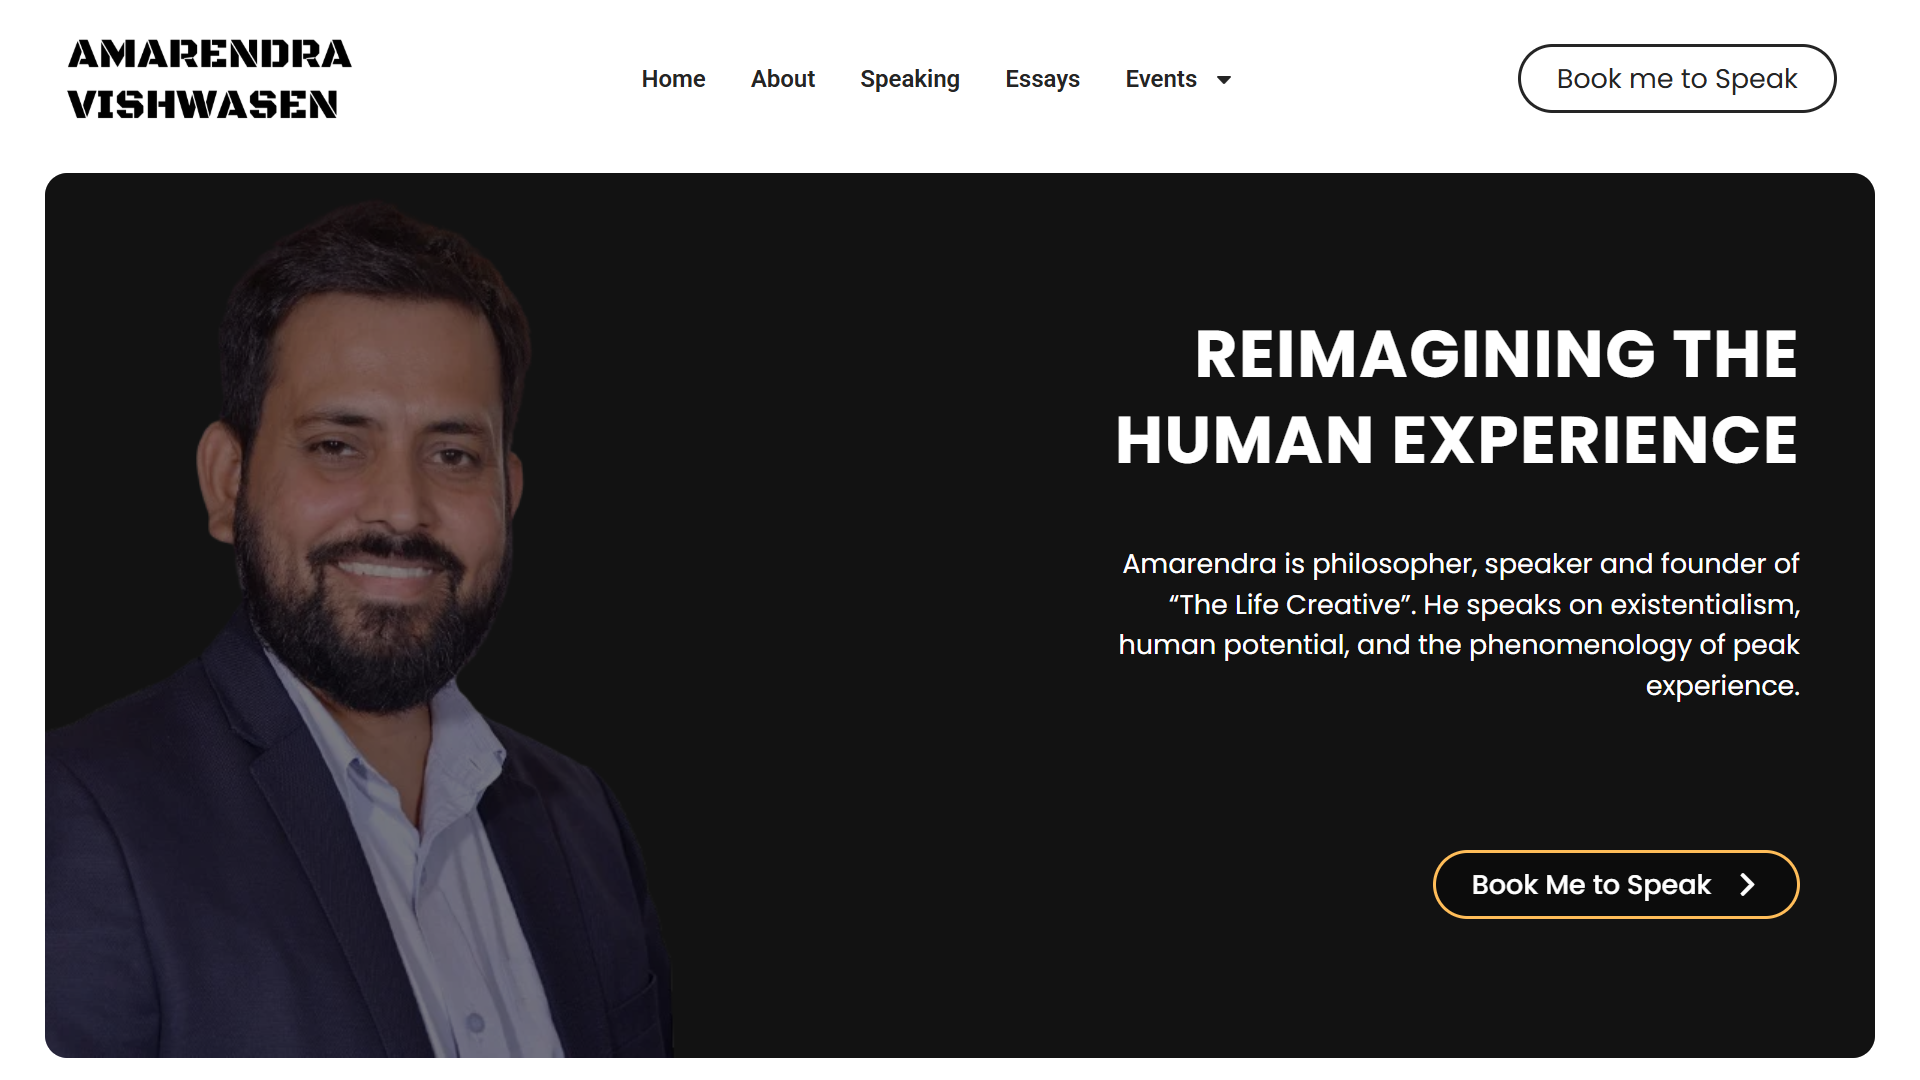 AMARENDRA
VISHWASEN
Home About Speaking Essays Events
Book me to Speak
REIMAGINING THE
HUMAN EXPERIENCE
Amarendra is philosopher, speaker and founder of
“The Life Creative”. He speaks on existentialism,
human potential, and the phenomenology of peak
experience.
Book Me to Speak